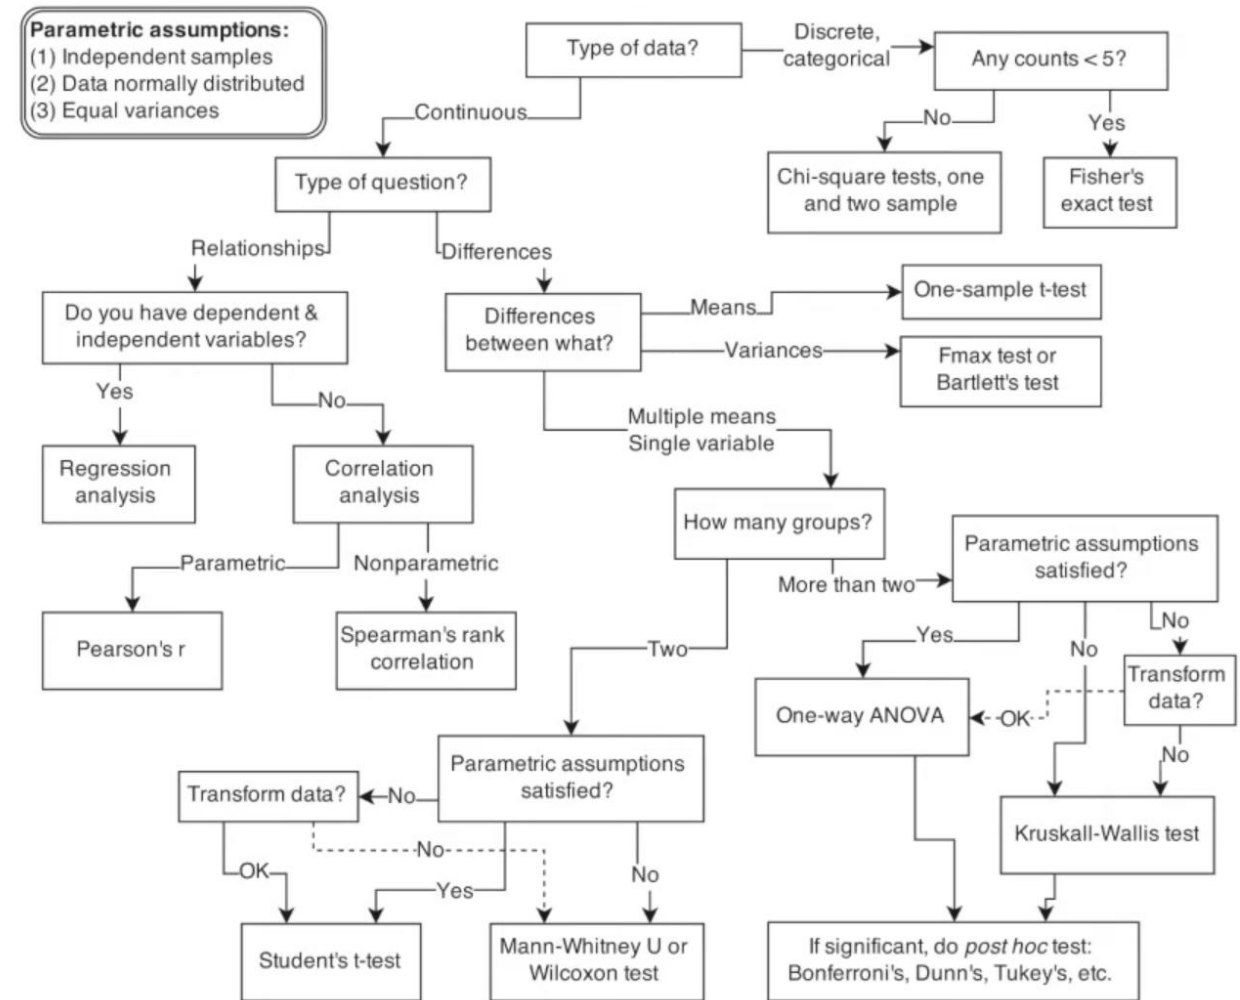 Parametric assumptions:
(1) Independent samples
(2) Data normally distributed
(3) Equal variances
Type of data?
Discrete,
categorical
Any counts < 5?
Continuous
No
Yes
Type of question?
Chi-square tests, one
and two sample
Fisher's
exact test
Relationships
Differences
Do you have dependent &
independent variables?
Differences
between what?
Means
One-sample t-test
Variances
Fmax test or
Bartlett's test
Yes
No
Multiple means
Single variable
Regression
analysis
Correlation
analysis
How many groups?
Parametric assumptions
satisfied?
Parametric
Nonparametric
More than two
Pearson's r
Spearman's rank
correlation
Two
Yes
No
No
Transform
data?
One-way ANOVA
OK
No
Parametric assumptions
satisfied?
Transform data?
No
Kruskall-Wallis test
No
OK
Yes
No
Student's t-test
Mann-Whitney U or
Wilcoxon test
If significant, do post hoc test:
Bonferroni's, Dunn's, Tukey's, etc.